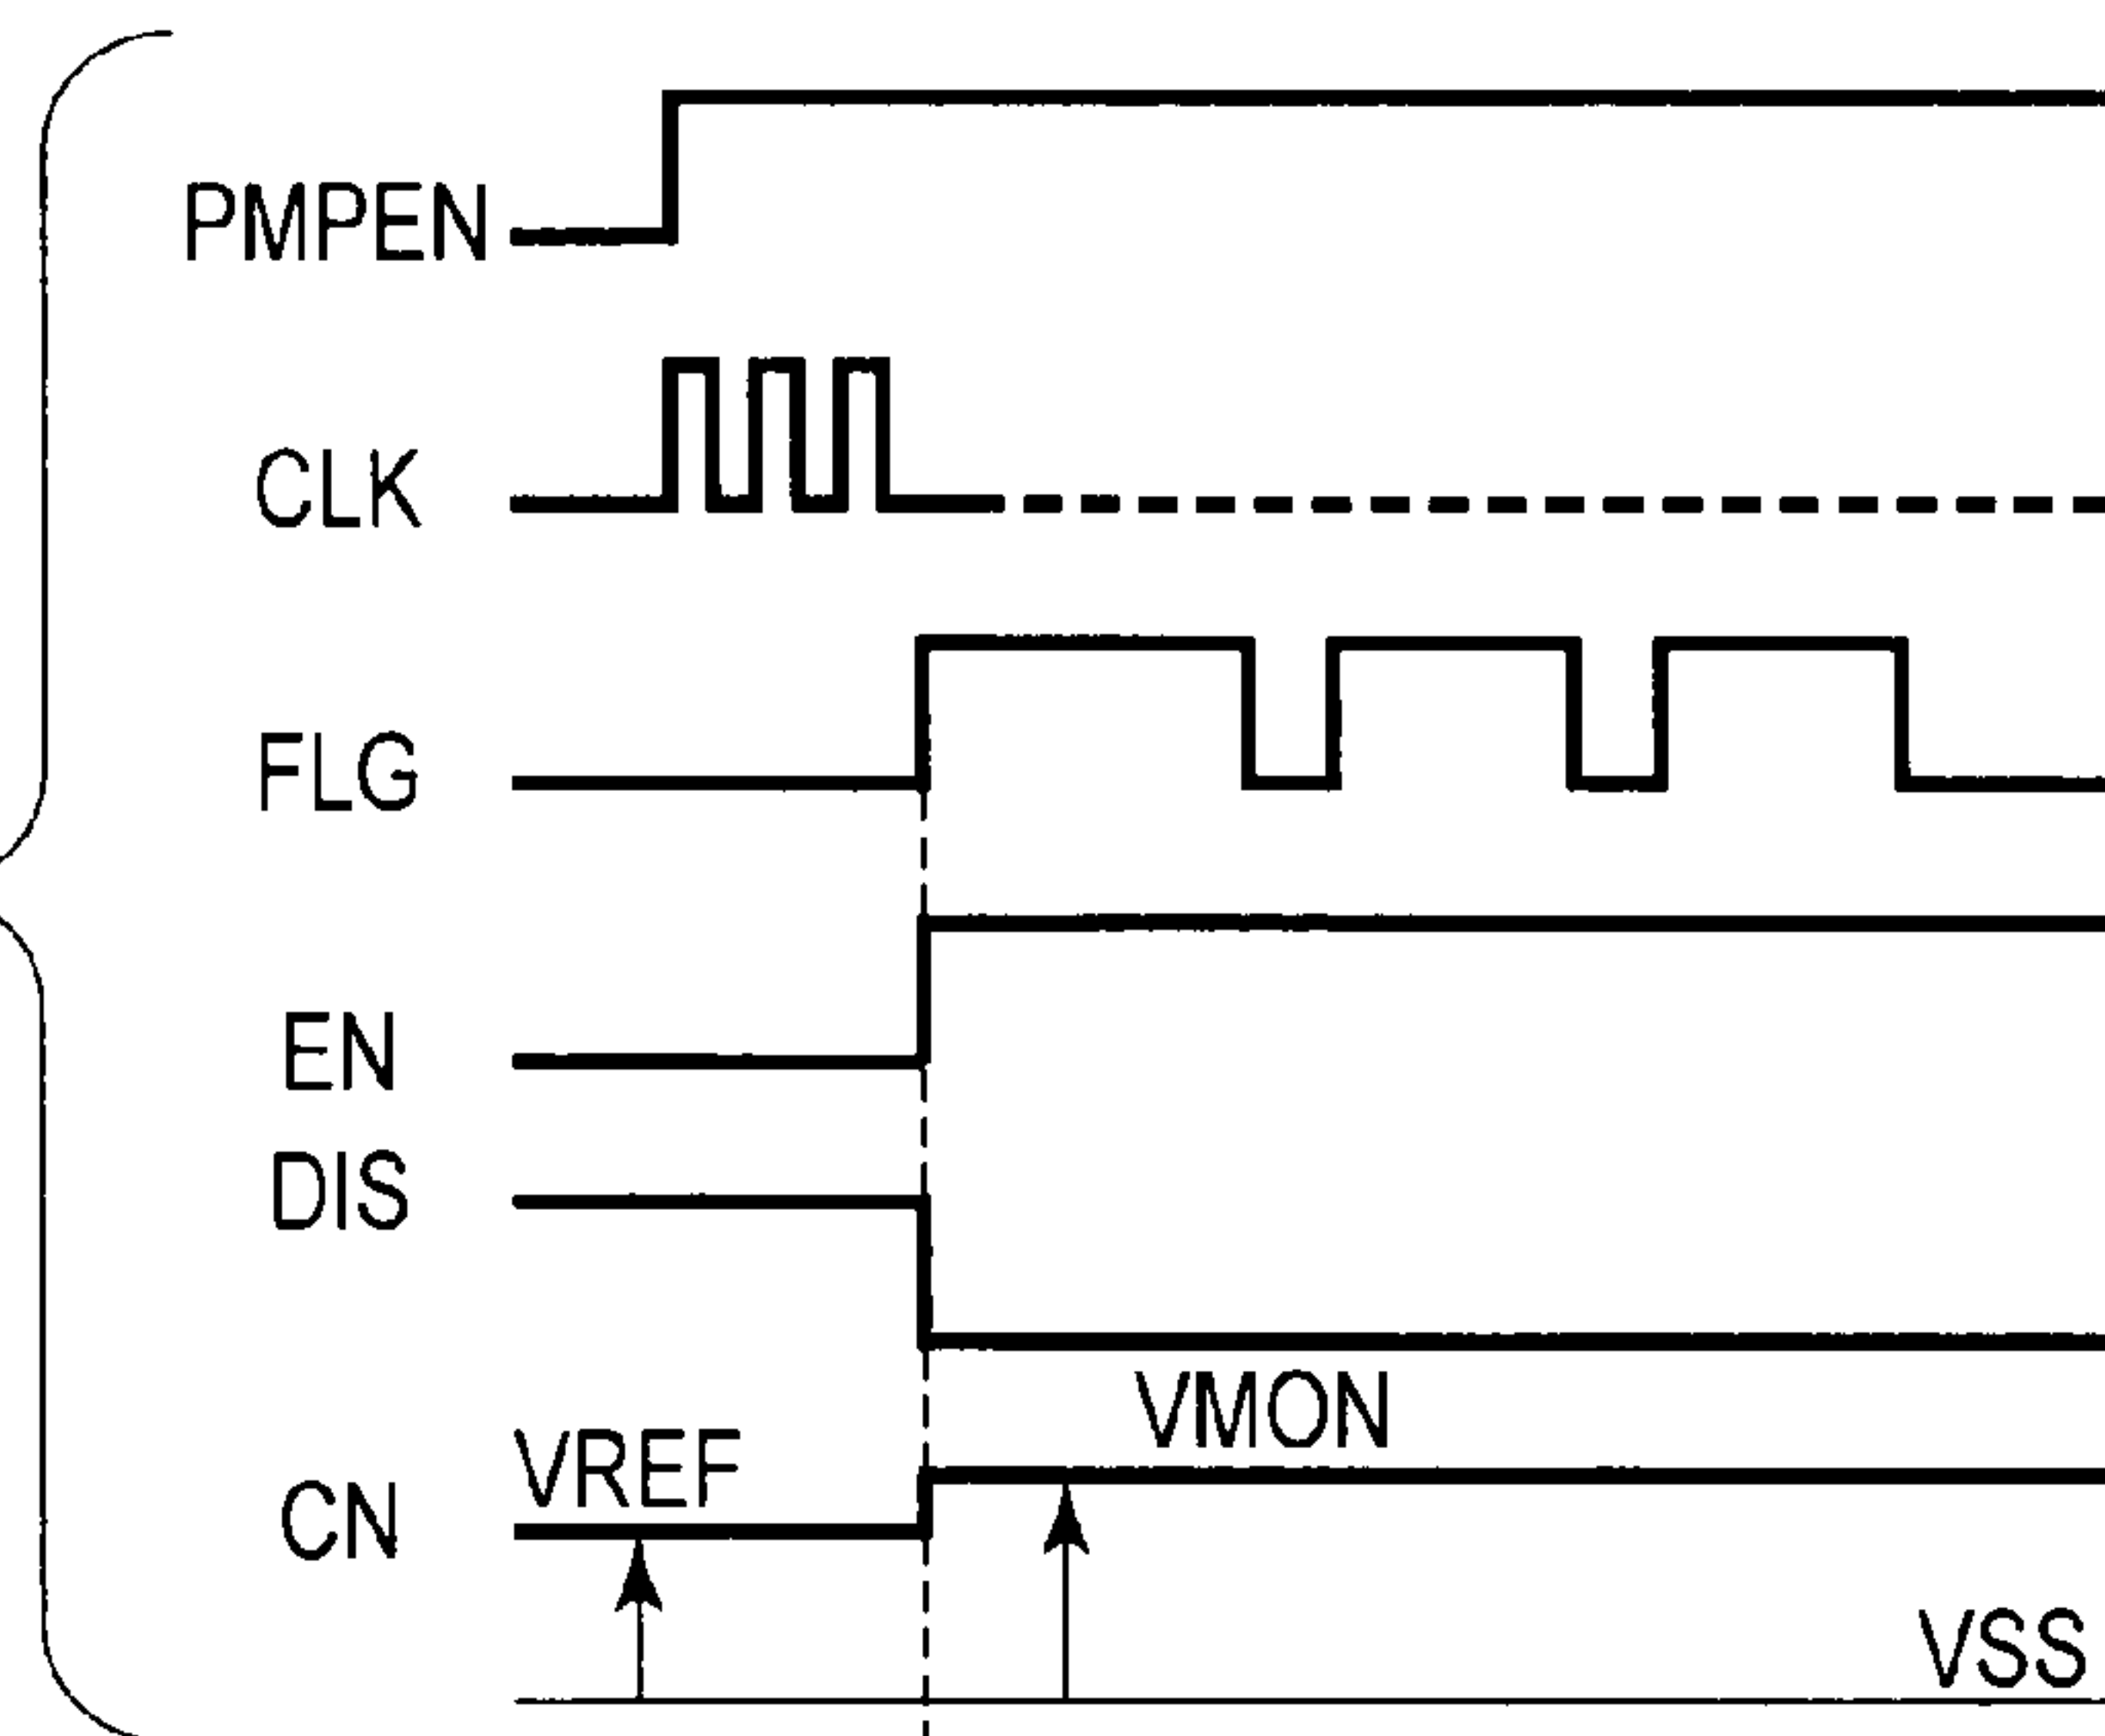 PMPEN
CLK
FLG
EN
DIS
VMON
VREF
CN
VSS